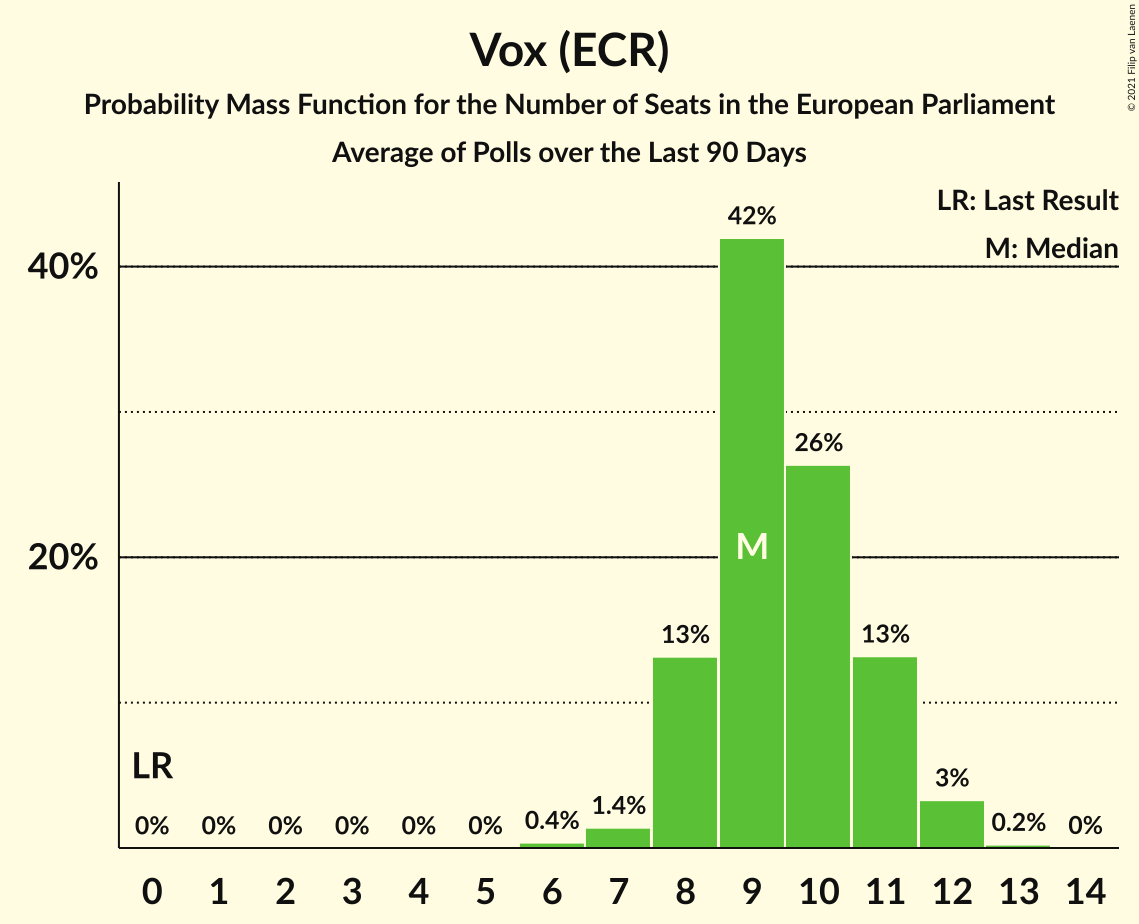 Vox (ECR)
Probability Mass Function for the Number of Seats in the European Parliament
Average of Polls over the Last 90 Days
© 2021 Filip van Laenen
LR: Last Result
M: Median
42%
40%
26%
20%
M
13%
13%
LR
3%
0% 0% 0% 0% 0% 0% 0.4% 1.4% 0.2% 0%
0 1 2 3 4 5 6 7 8 9 10 11 12 13 14